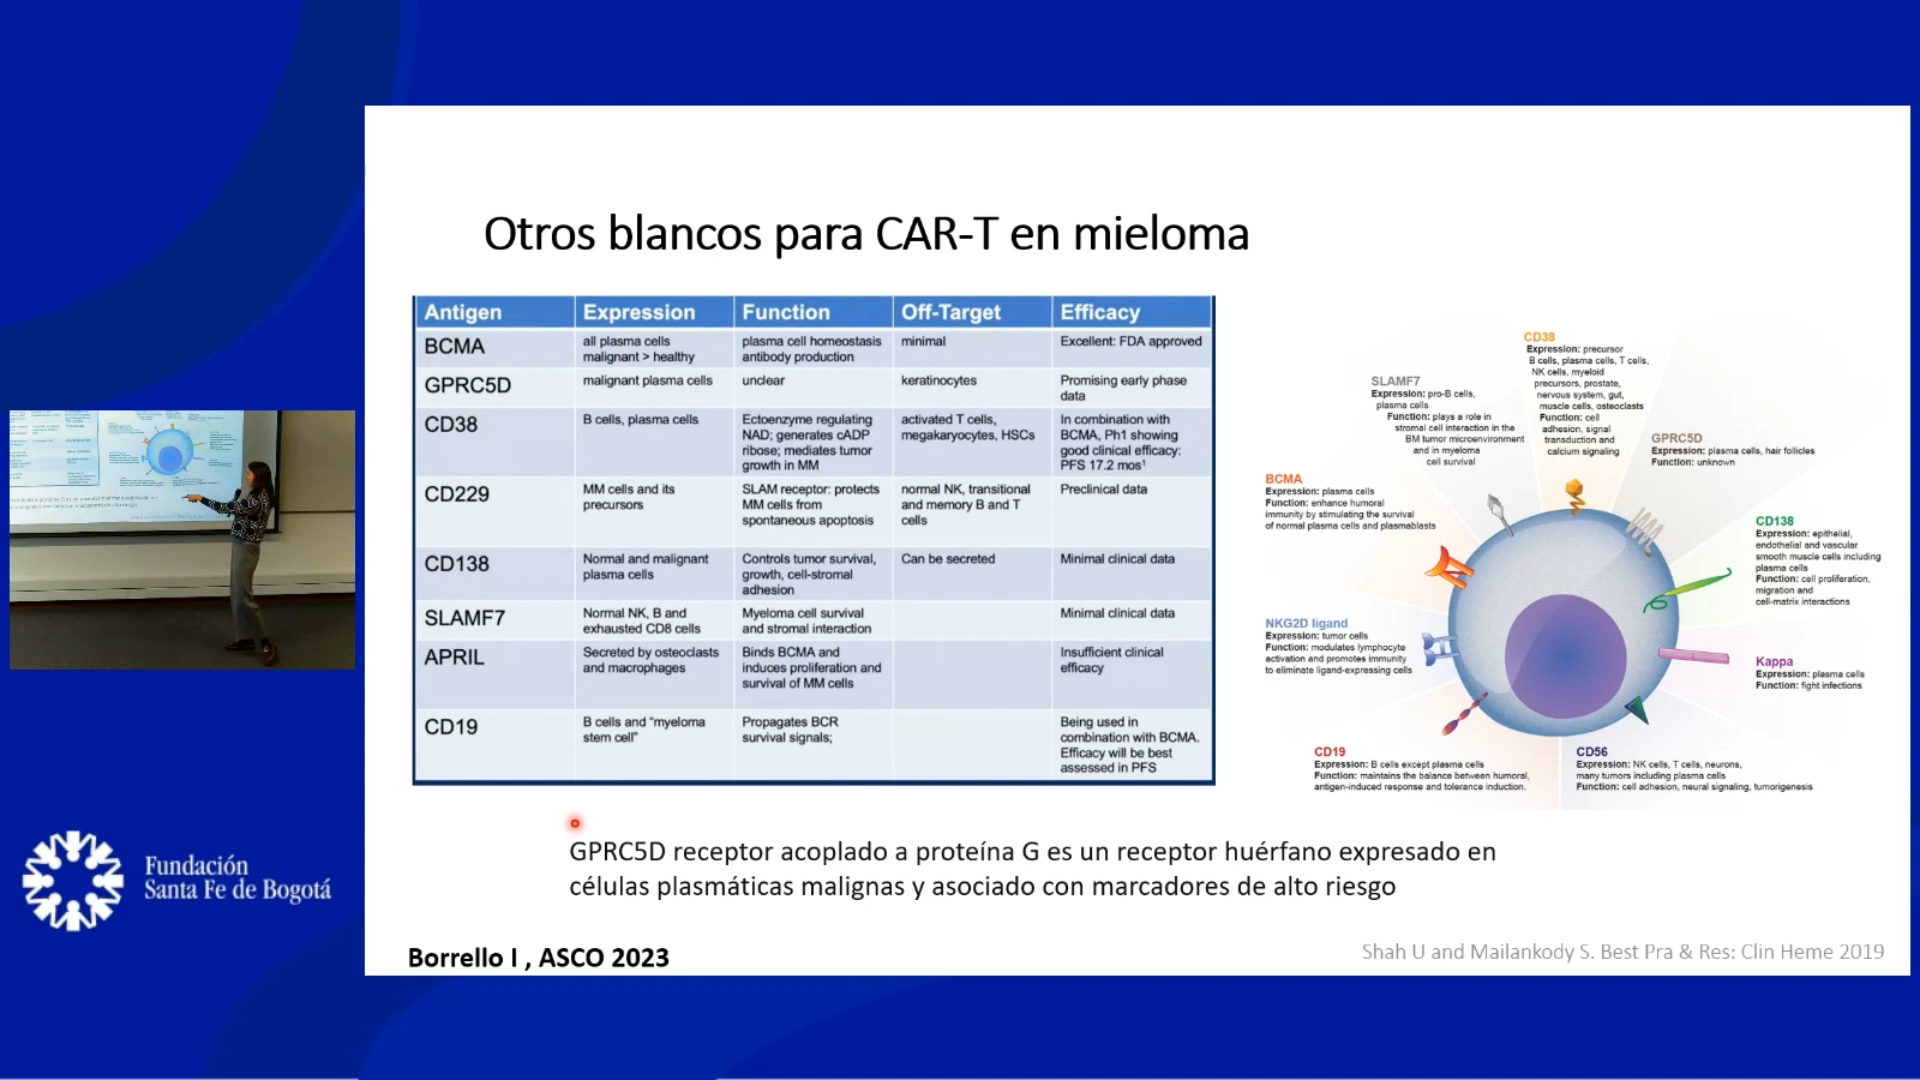 Otros blancos para CAR-T en mieloma
Antigen Expression Function Off-Target Efficacy
BCMA
all plasma cells
malignant > healthy
plasma cell homeostasis
antibody production
minimal
Excellent: FDA approved
GPRC5D
malignant plasma cells
unclear
keratinocytes
Promising early phase
data
CD38
B cells, plasma cells
Ectoenzyme regulating
NAD; generates cADP
ribose; mediates tumor
growth in MM
activated T cells,
megakaryocytes, HSCs
In combination with
BCMA, Ph1 showing
good clinical efficacy:
PFS 17.2 mos¹
CD229
MM cells and its
precursors
SLAM receptor: protects
MM cells from
spontaneous apoptosis
normal NK, transitional
and memory B and T
cells
Preclinical data
CD138
Normal and malignant
plasma cells
Controls tumor survival,
growth, cell-stromal
adhesion
Can be secreted
Minimal clinical data
SLAMF7
Normal NK, B and
exhausted CD8 cells
Myeloma cell survival
and stromal interaction
Minimal clinical data
APRIL
Secreted by osteoclasts
and macrophages
Binds BCMA and
induces proliferation and
survival of MM cells
Insufficient clinical
efficacy
CD19
B cells and "myeloma
stem cell"
Propagates BCR
survival signals;
Being used in
combination with BCMA.
Efficacy will be best
assessed in PFS
CD38
Expression: precursor
B cells, plasma cells, T cells,
NK cells, myeloid
precursors, prostate,
nervous system, gut,
muscle cells, osteoclasts
Function: cell
adhesion, signal
transduction and
calcium signaling
SLAMF7
Expression: pro-B cells,
plasma cells
Function: plays a role in
stromal cell interaction in the
BM tumor microenvironment
and in myeloma
cell survival
GPRC5D
Expression: plasma cells, hair follicles
Function: unknown
BCMA
Expression: plasma cells
Function: enhance humoral
immunity by stimulating the survival
of normal plasma cells and plasmablasts
CD138
Expression: epithelial,
endothelial and vascular
smooth muscle cells including
plasma cells
Function: cell proliferation,
migration and
cell-matrix interactions
NKG2D ligand
Expression: tumor cells
Function: modulates lymphocyte
activation and promotes immunity
to eliminate ligand-expressing cells
Kappa
Expression: plasma cells
Function: fight infections
CD19
Expression: B cells except plasma cells
Function: maintains the balance between humoral,
antigen-induced response and tolerance induction.
CD56
Expression: NK cells, T cells, neurons,
many tumors including plasma cells
Function: cell adhesion, neural signaling, tumorigenesis
GPRC5D receptor acoplado a proteína G es un receptor huérfano expresado en
células plasmáticas malignas y asociado con marcadores de alto riesgo
Borrello I , ASCO 2023
Shah U and Mailankody S. Best Pra & Res: Clin Heme 2019
Fundación
Santa Fe de Bogotá